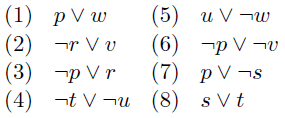 (1) p ∨ w (5) u ∨ ¬w
(2) ¬r ∨ v (6) ¬p ∨ ¬v
(3) ¬p ∨ r (7) p ∨ ¬s
(4) ¬t ∨ ¬u (8) s ∨ t